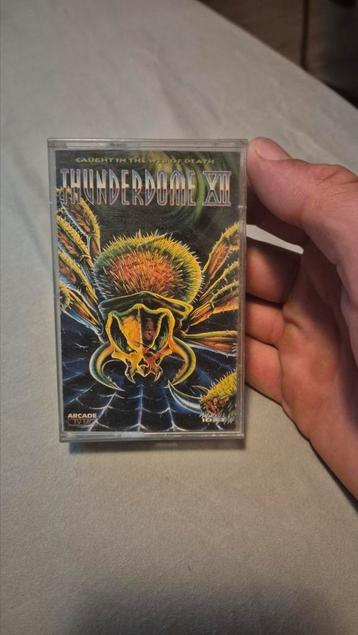 CAUGHT IN THE WEB OF DEATH
THUNDERDOME XII
ARCADE